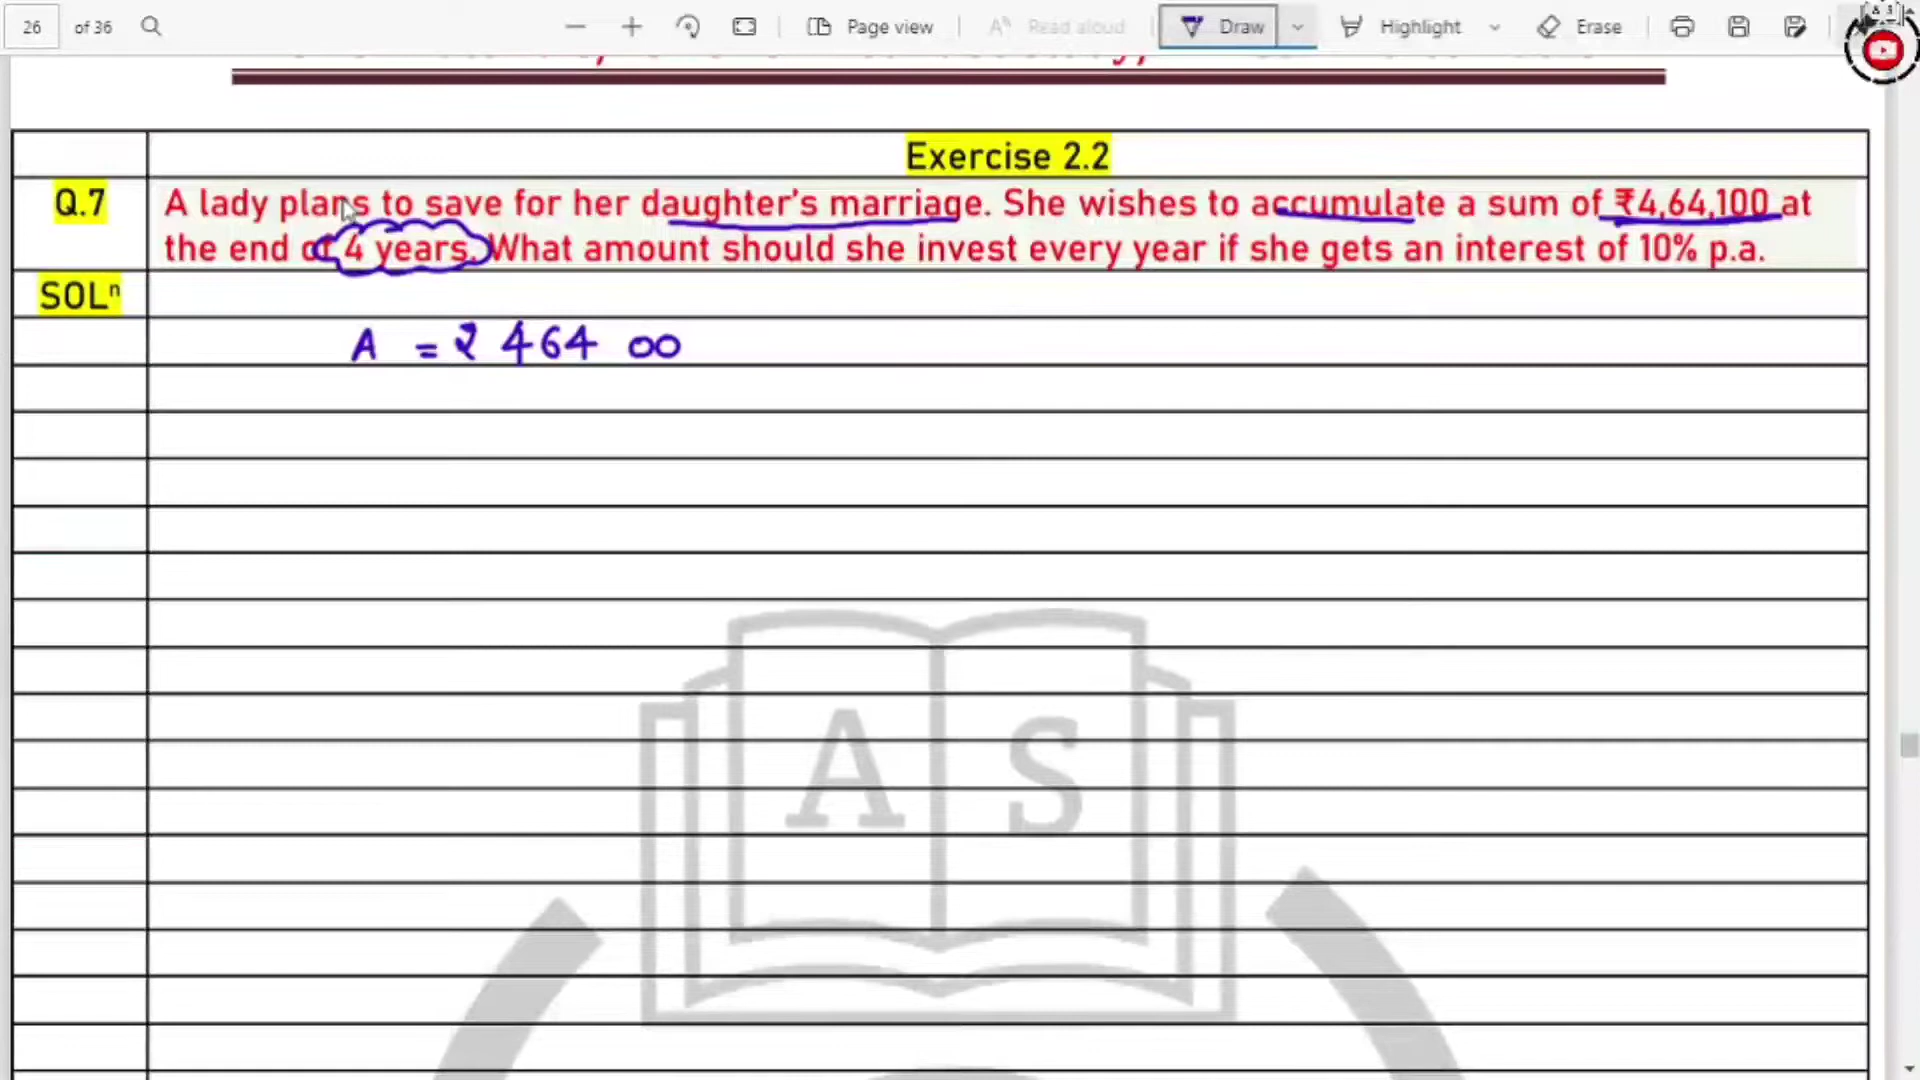 26 of 36 Page view Read aloud Draw Highlight Erase
Exercise 2.2
Q.7 A lady plans to save for her daughter's marriage. She wishes to accumulate a sum of ₹4,64,100 at
the end of 4 years. What amount should she invest every year if she gets an interest of 10% p.a.
SOLⁿ
A = ₹ 464 00
A S